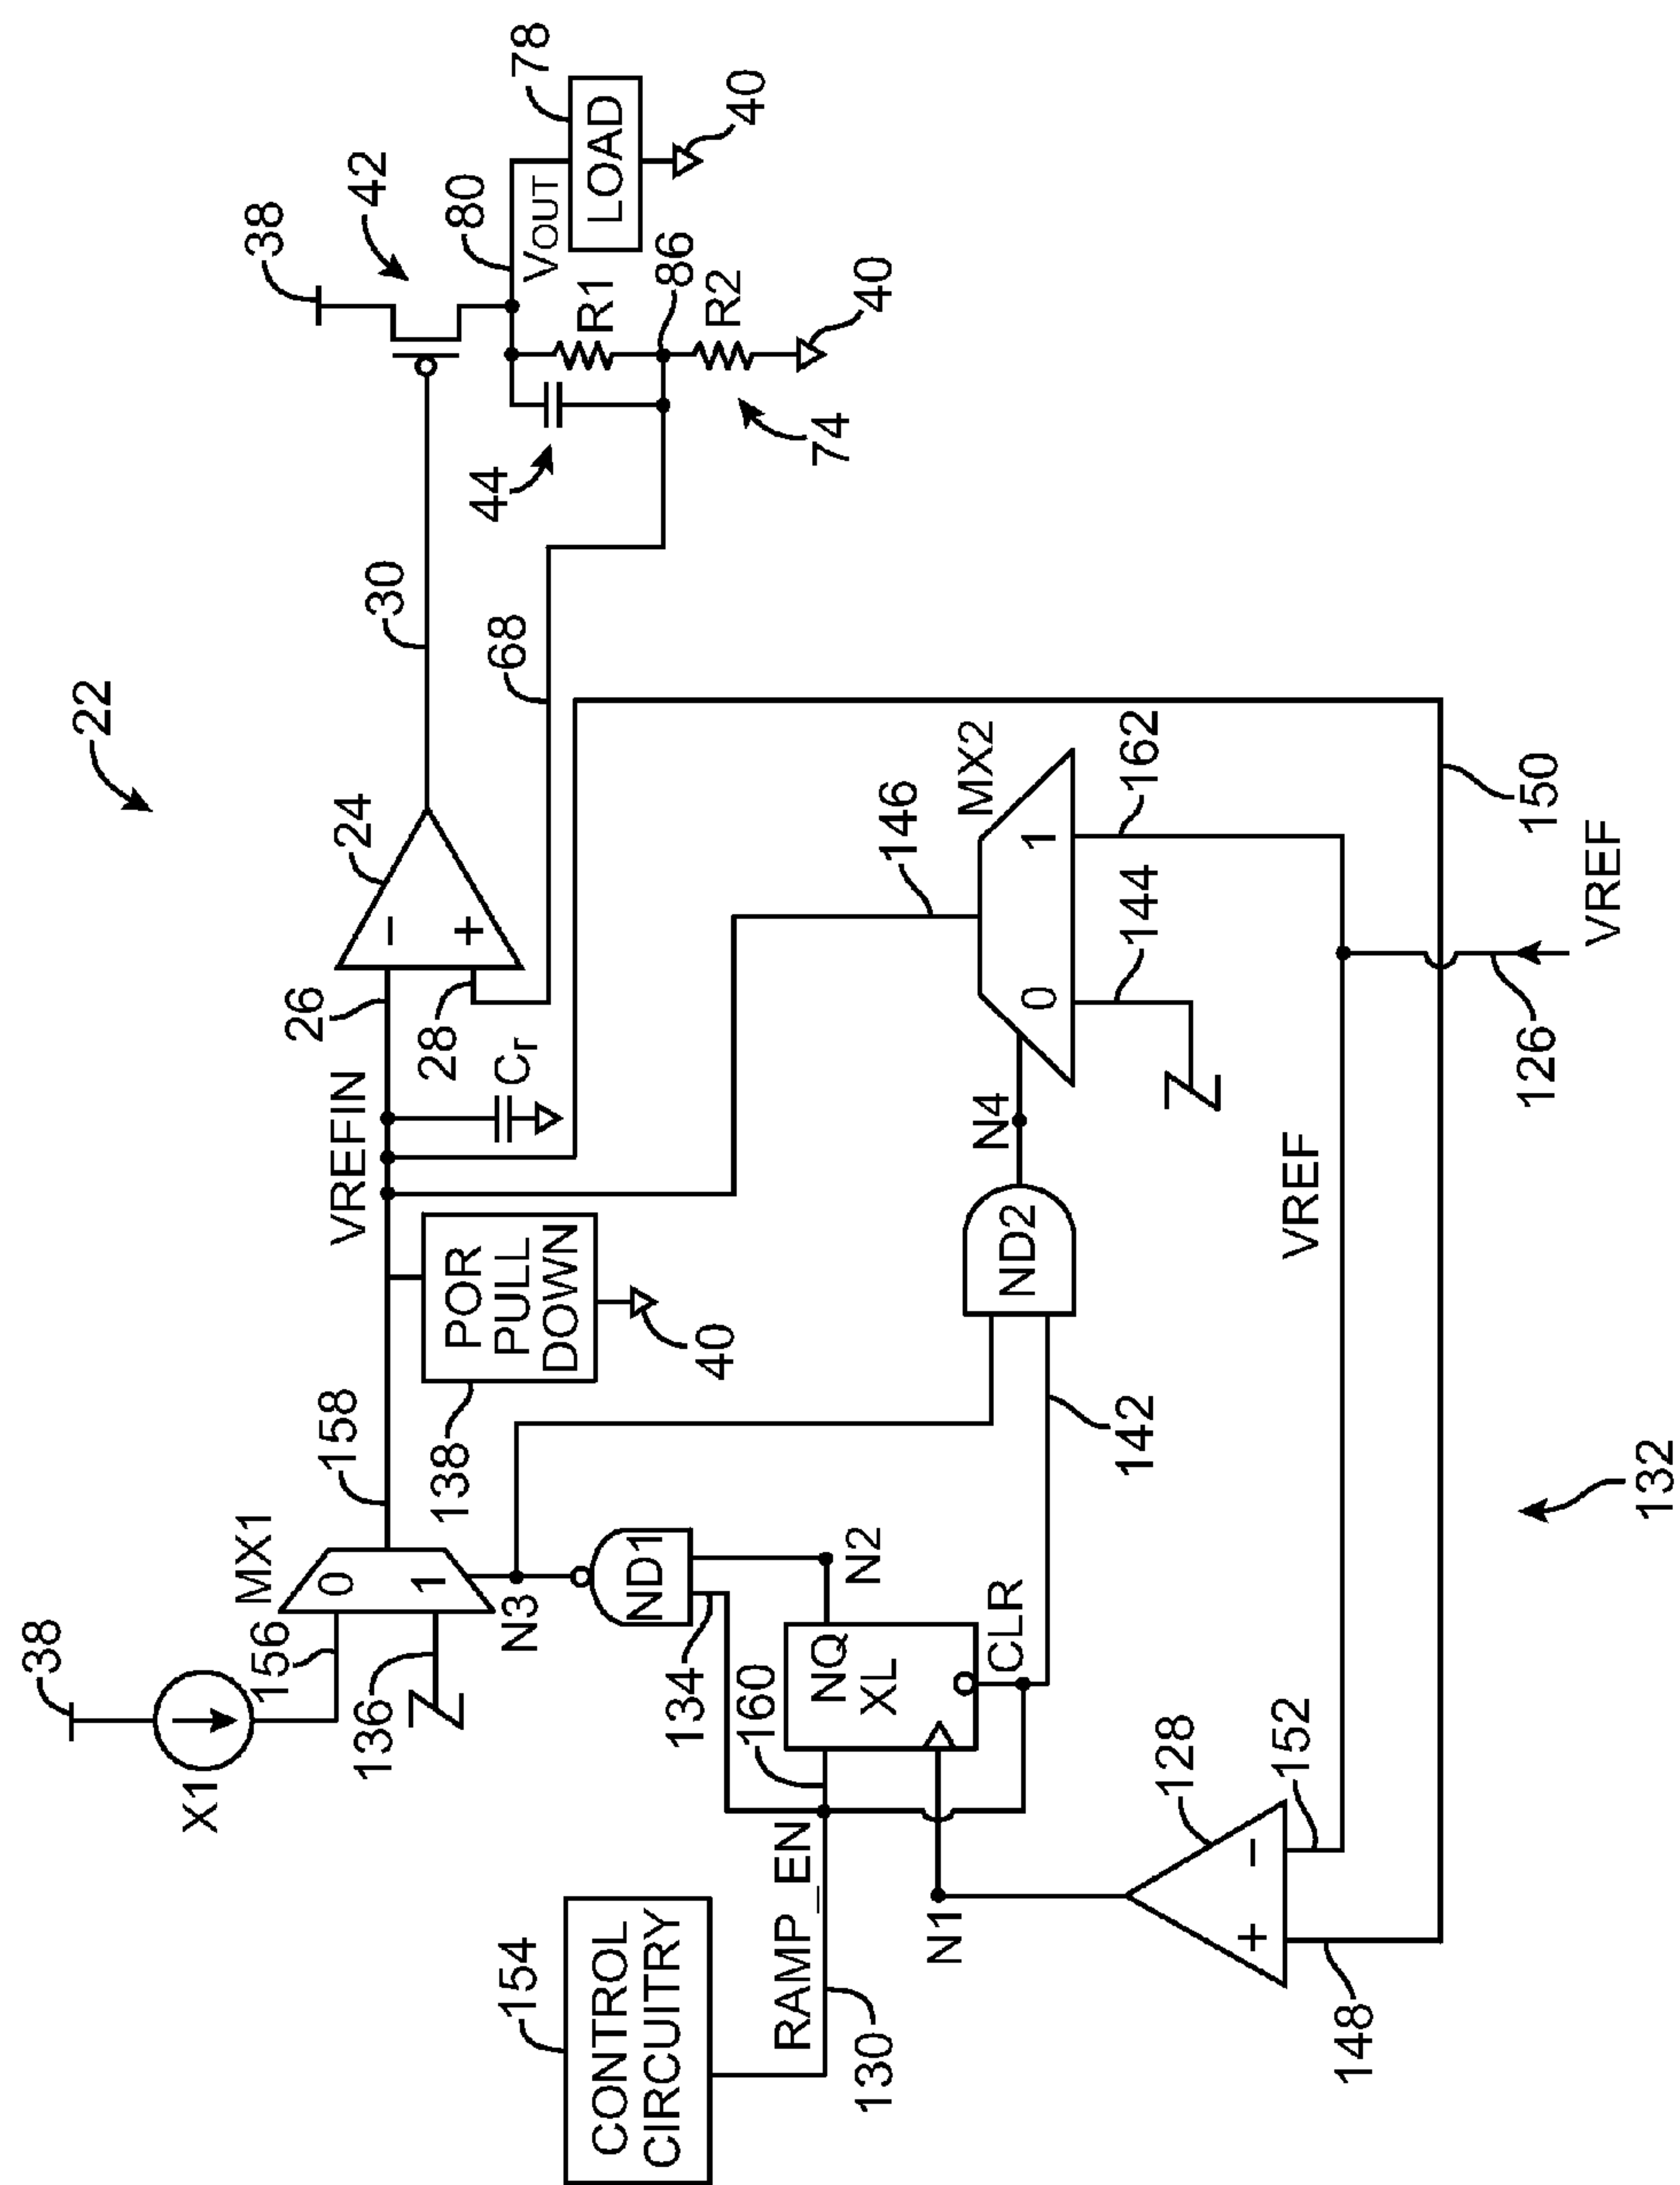 22
38
X1
156
MX1
0
1
136
Z
158
VREFIN
26
24
−
+
28
30
38
42
80
VOUT
78
LOAD
40
R1
86
R2
40
44
74
68
Cr
POR
PULL
DOWN
138
40
N3
ND1
134
N2
160
NQ
XL
CLR
154
CONTROL
CIRCUITRY
RAMP_EN
130
N1
142
ND2
N4
146
MX2
0
1
144
162
Z
128
+
−
148
152
VREF
150
126
VREF
132